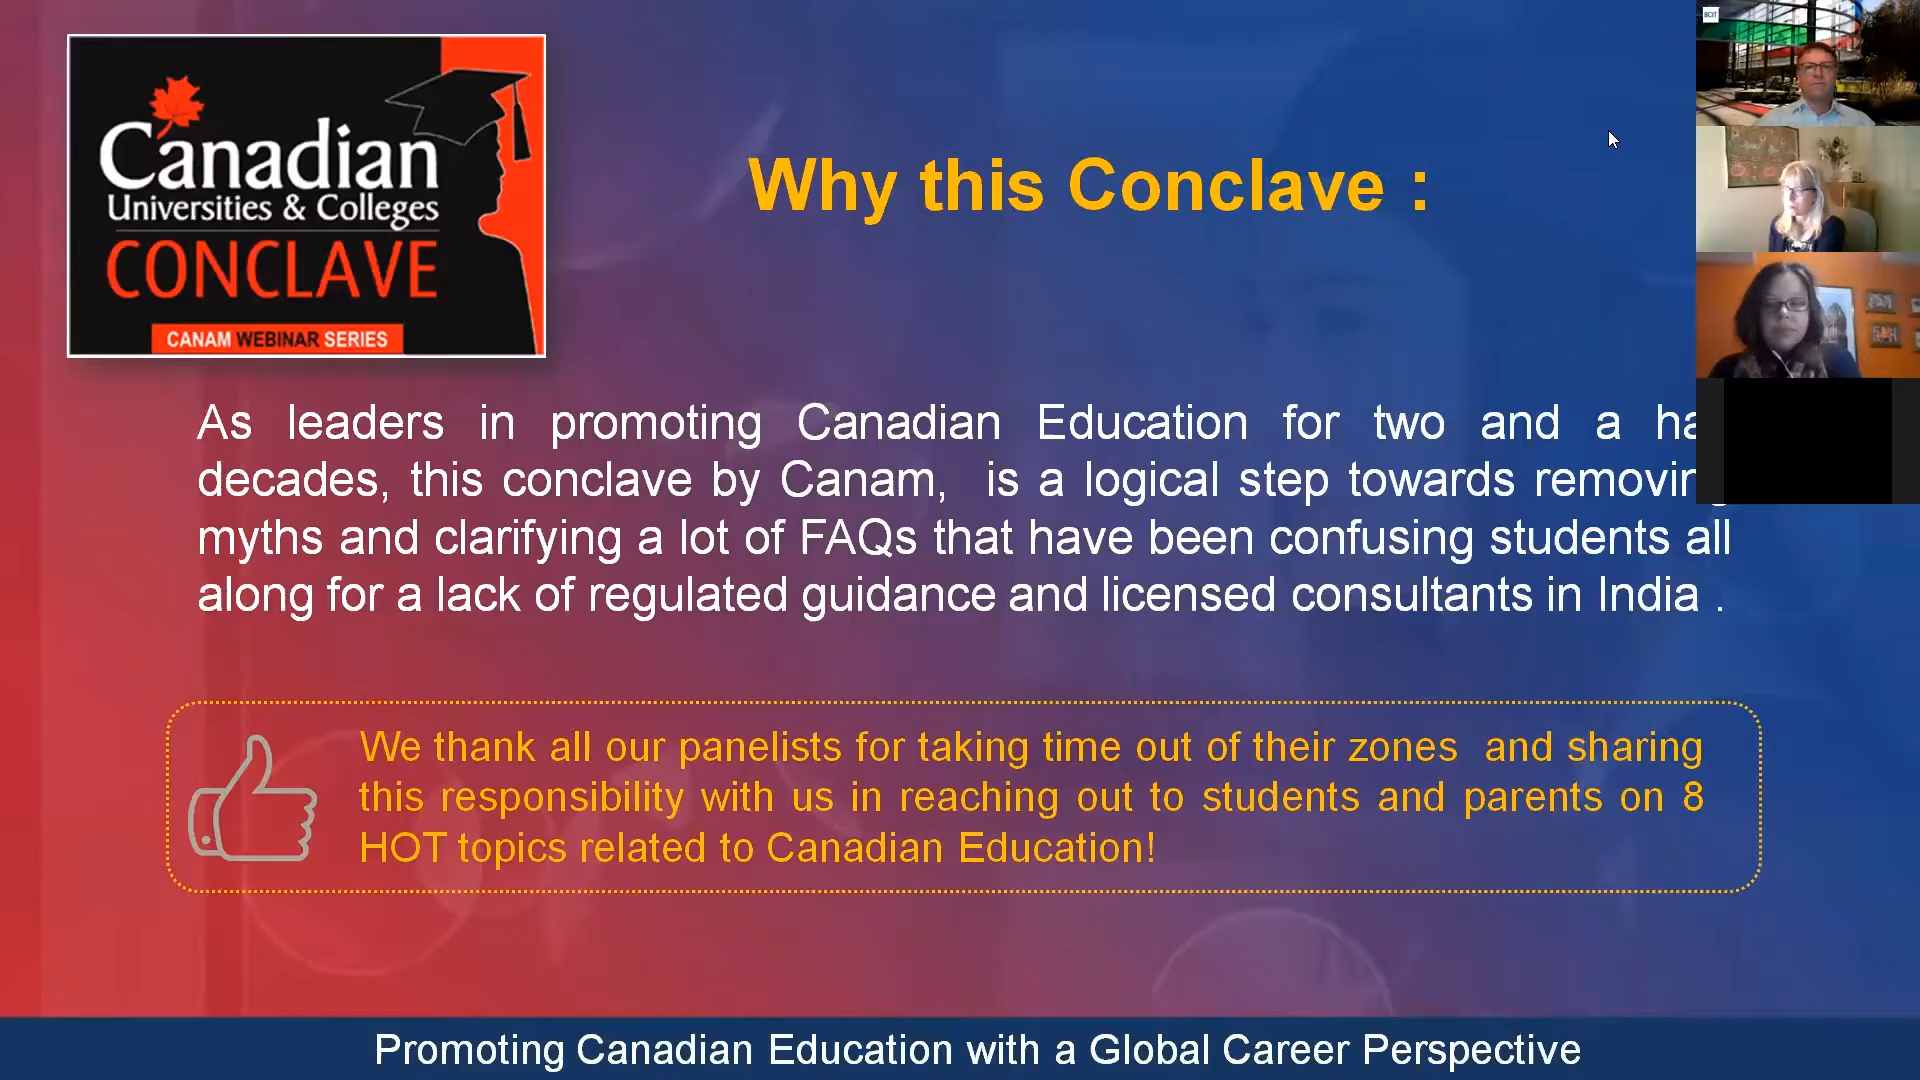 BCIT
Canadian
Universities & Colleges
CONCLAVE
CANAM WEBINAR SERIES
Why this Conclave :
As leaders in promoting Canadian Education for two and a
decades, this conclave by Canam, is a logical step towards removing
myths and clarifying a lot of FAQs that have been confusing students all
along for a lack of regulated guidance and licensed consultants in India .
We thank all our panelists for taking time out of their zones and sharing
this responsibility with us in reaching out to students and parents on 8
HOT topics related to Canadian Education!
Promoting Canadian Education with a Global Career Perspective